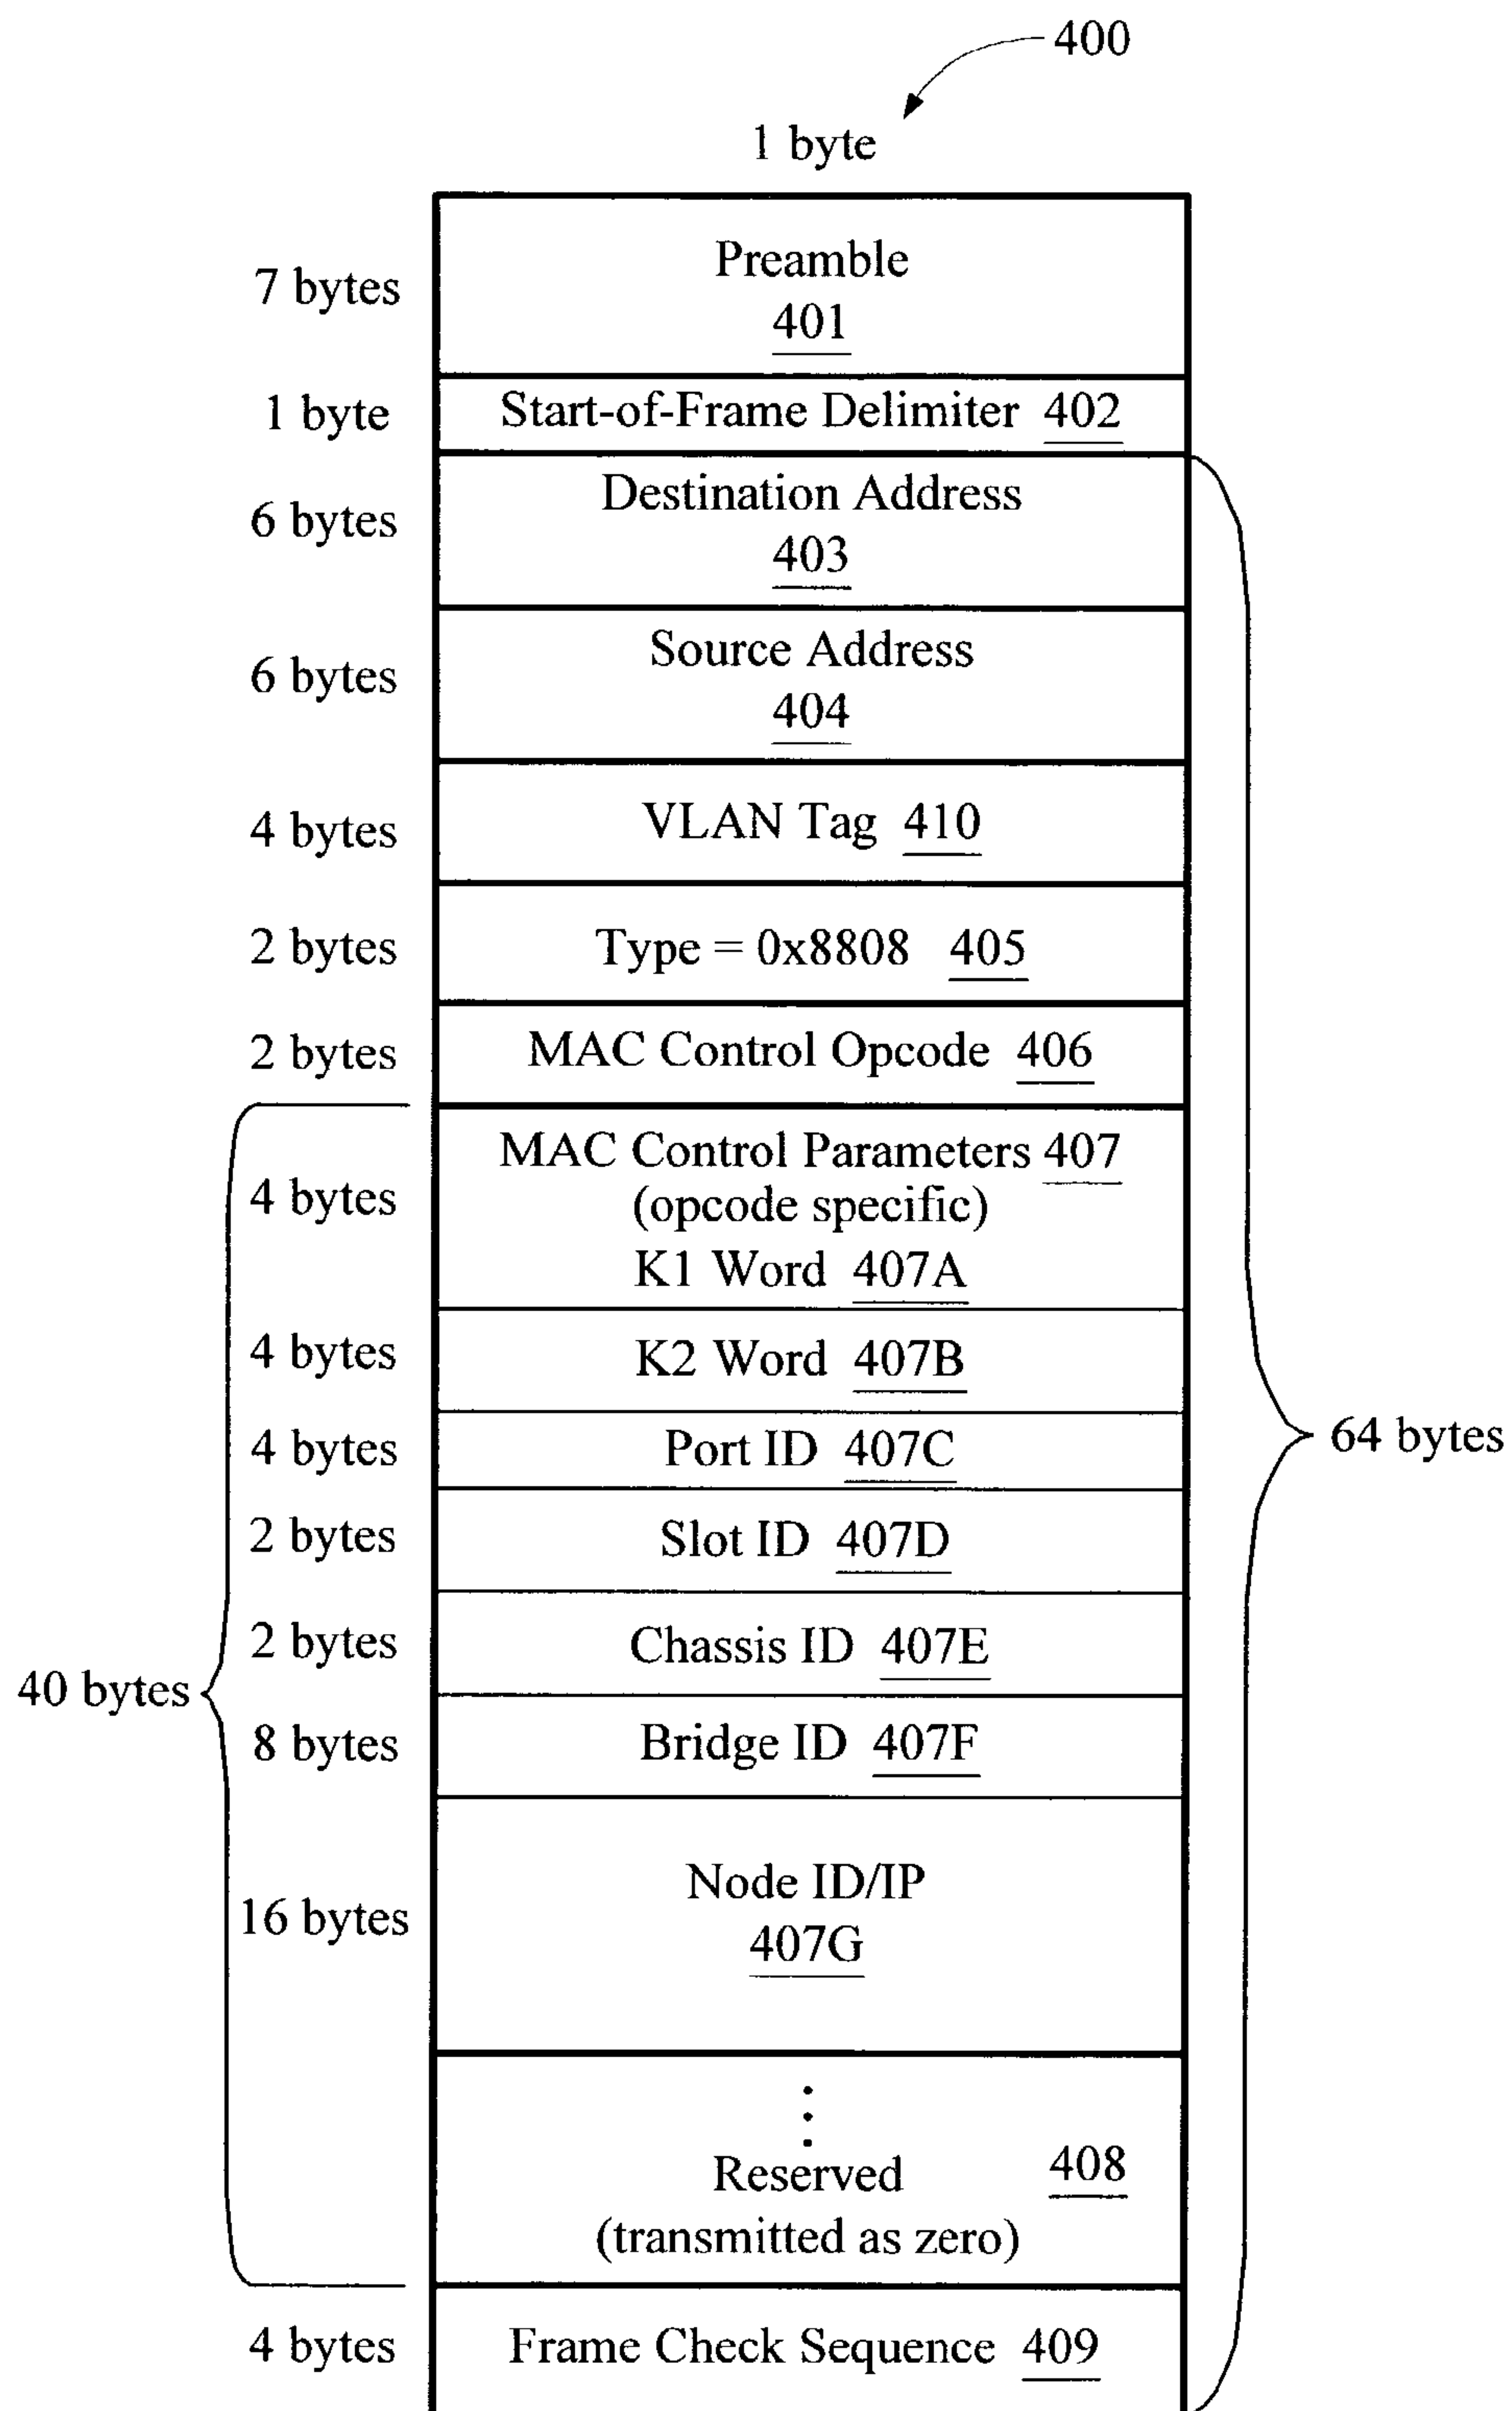 400
1 byte
7 bytes
Preamble
401
1 byte
Start-of-Frame Delimiter 402
6 bytes
Destination Address
403
6 bytes
Source Address
404
4 bytes
VLAN Tag 410
2 bytes
Type = 0x8808 405
2 bytes
MAC Control Opcode 406
4 bytes
MAC Control Parameters 407
(opcode specific)
K1 Word 407A
4 bytes
K2 Word 407B
4 bytes
Port ID 407C
64 bytes
2 bytes
Slot ID 407D
2 bytes
Chassis ID 407E
40 bytes
8 bytes
Bridge ID 407F
16 bytes
Node ID/IP
407G
Reserved 408
(transmitted as zero)
4 bytes
Frame Check Sequence 409